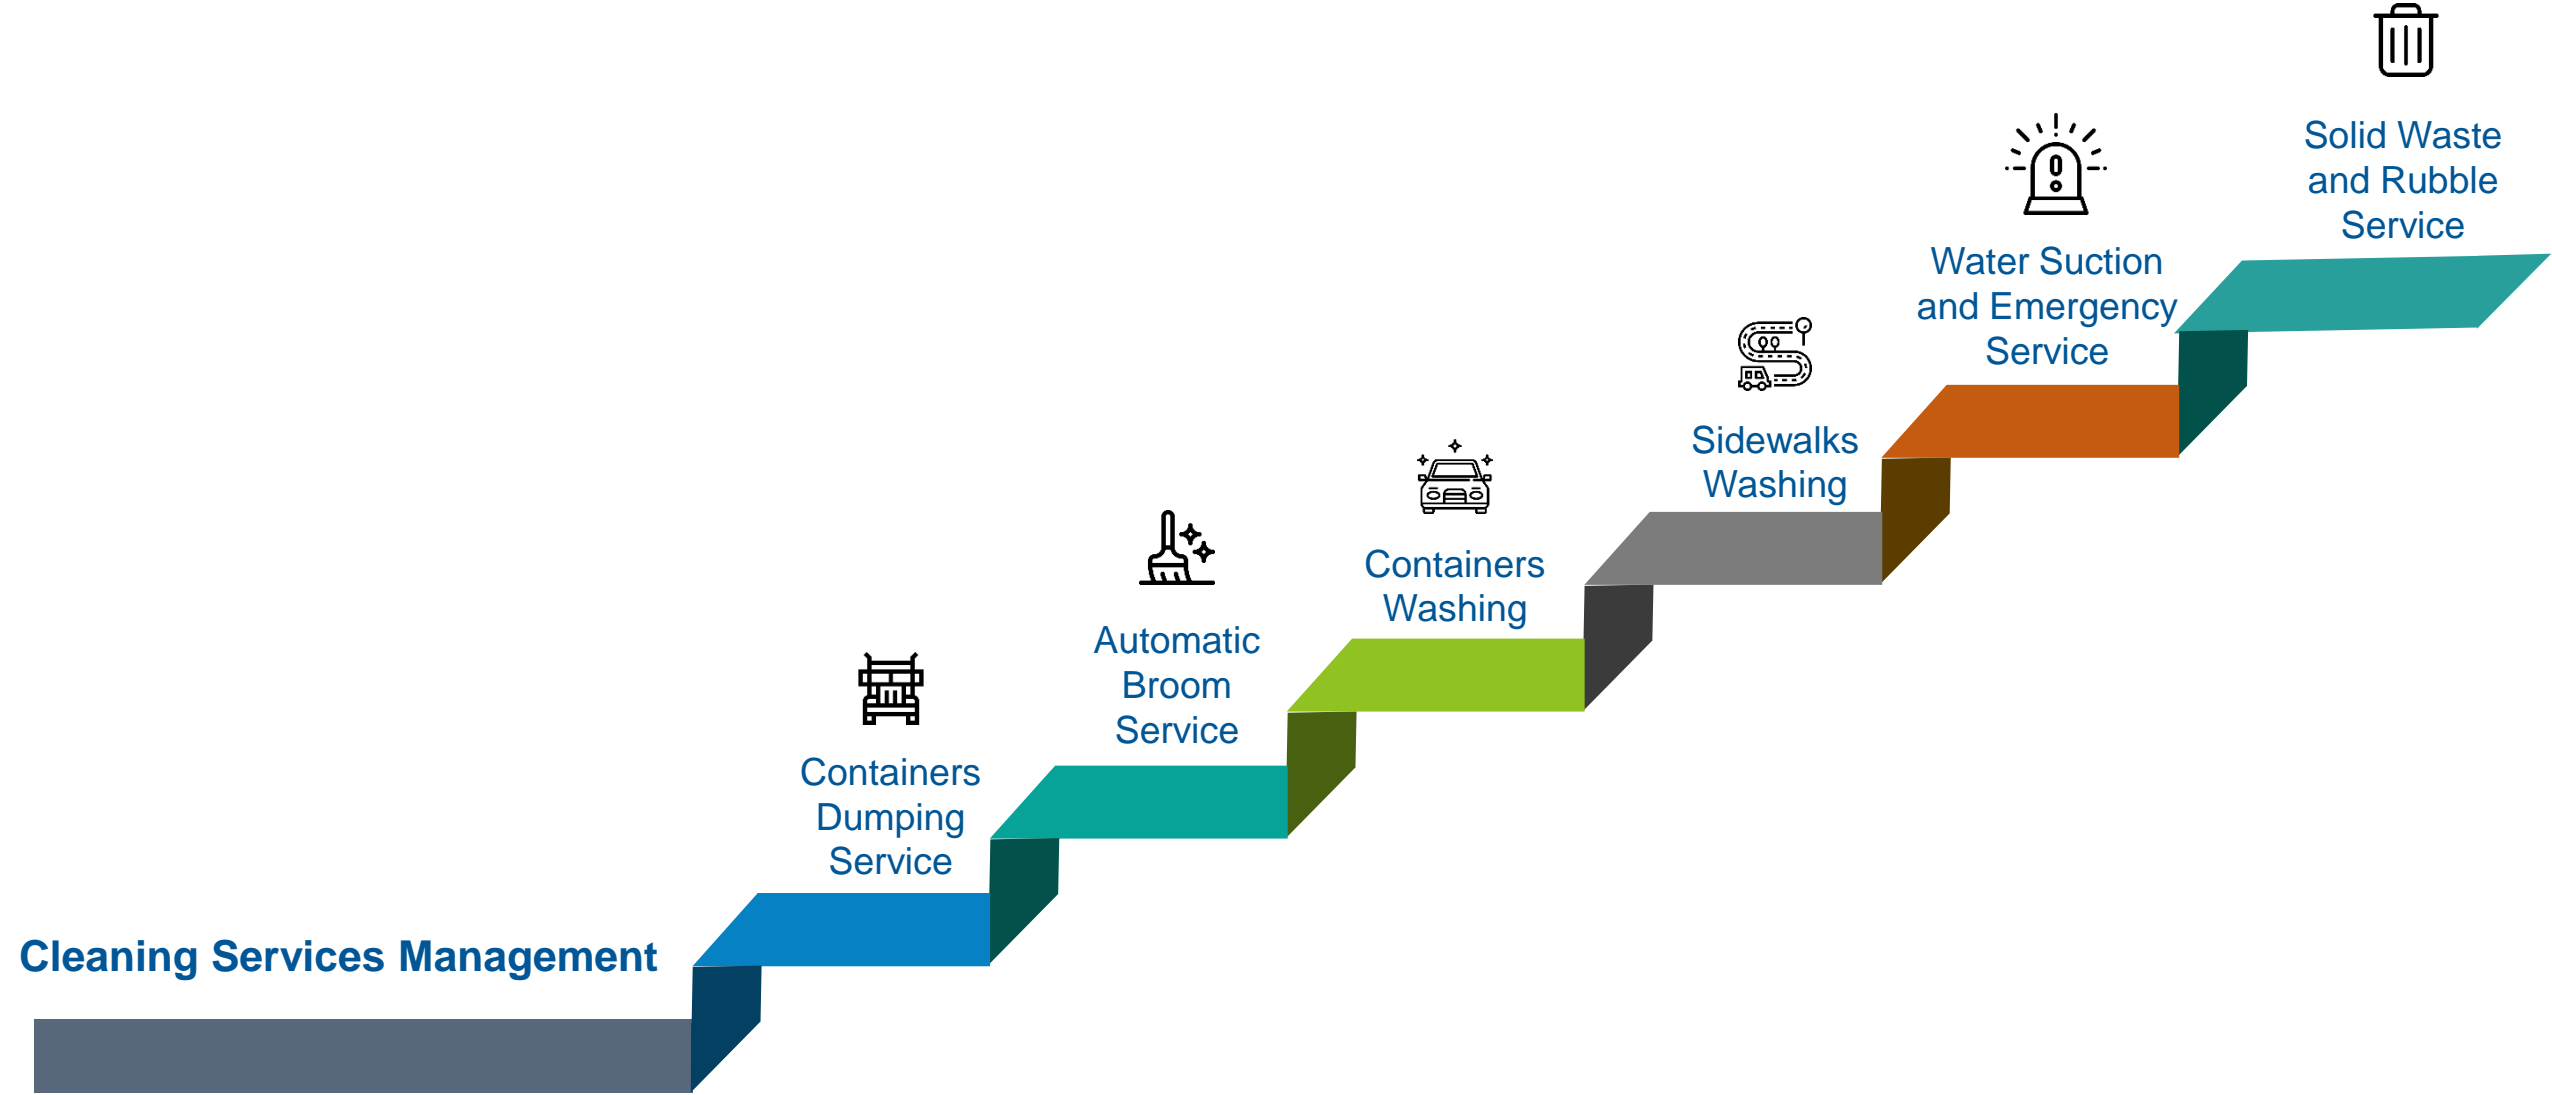 Cleaning Services Management
Containers
Dumping
Service
Automatic
Broom
Service
Containers
Washing
Sidewalks
Washing
Water Suction
and Emergency
Service
Solid Waste
and Rubble
Service